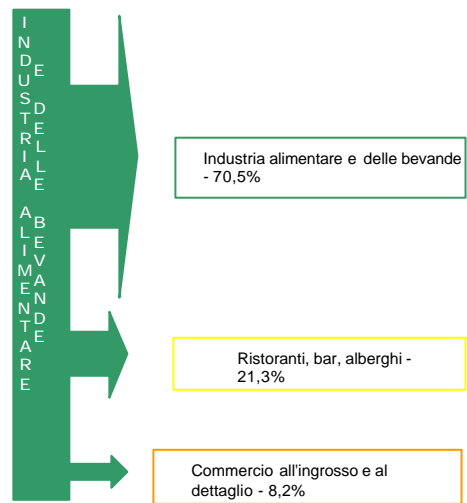 INDUSTRIA ALIMENTARE
E DELLE BEVANDE
Industria alimentare e delle bevande
- 70,5%
Ristoranti, bar, alberghi -
21,3%
Commercio all'ingrosso e al
dettaglio - 8,2%